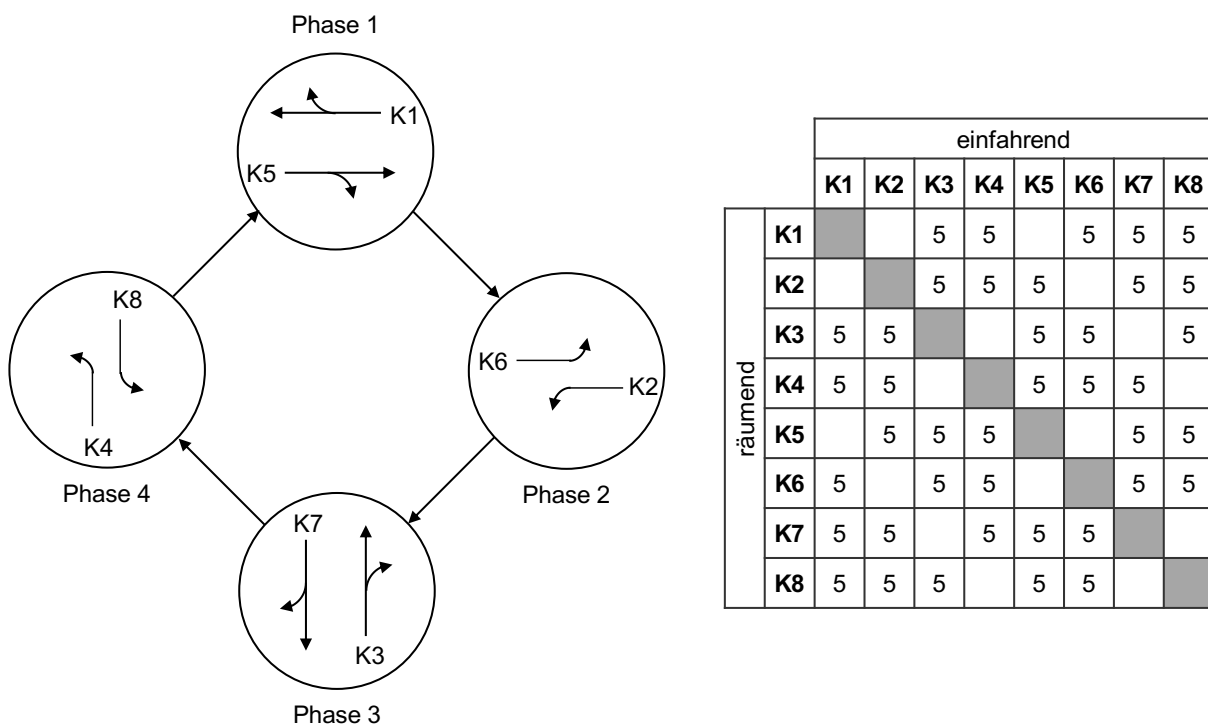 Phase 1
K1
K5
K8
K4
Phase 4
K6
K2
Phase 2
K7
K3
Phase 3
einfahrend
K1 K2 K3 K4 K5 K6 K7 K8
räumend
K1 5 5 5 5 5
K2 5 5 5 5 5
K3 5 5 5 5 5
K4 5 5 5 5 5
K5 5 5 5 5 5
K6 5 5 5 5 5
K7 5 5 5 5 5
K8 5 5 5 5 5